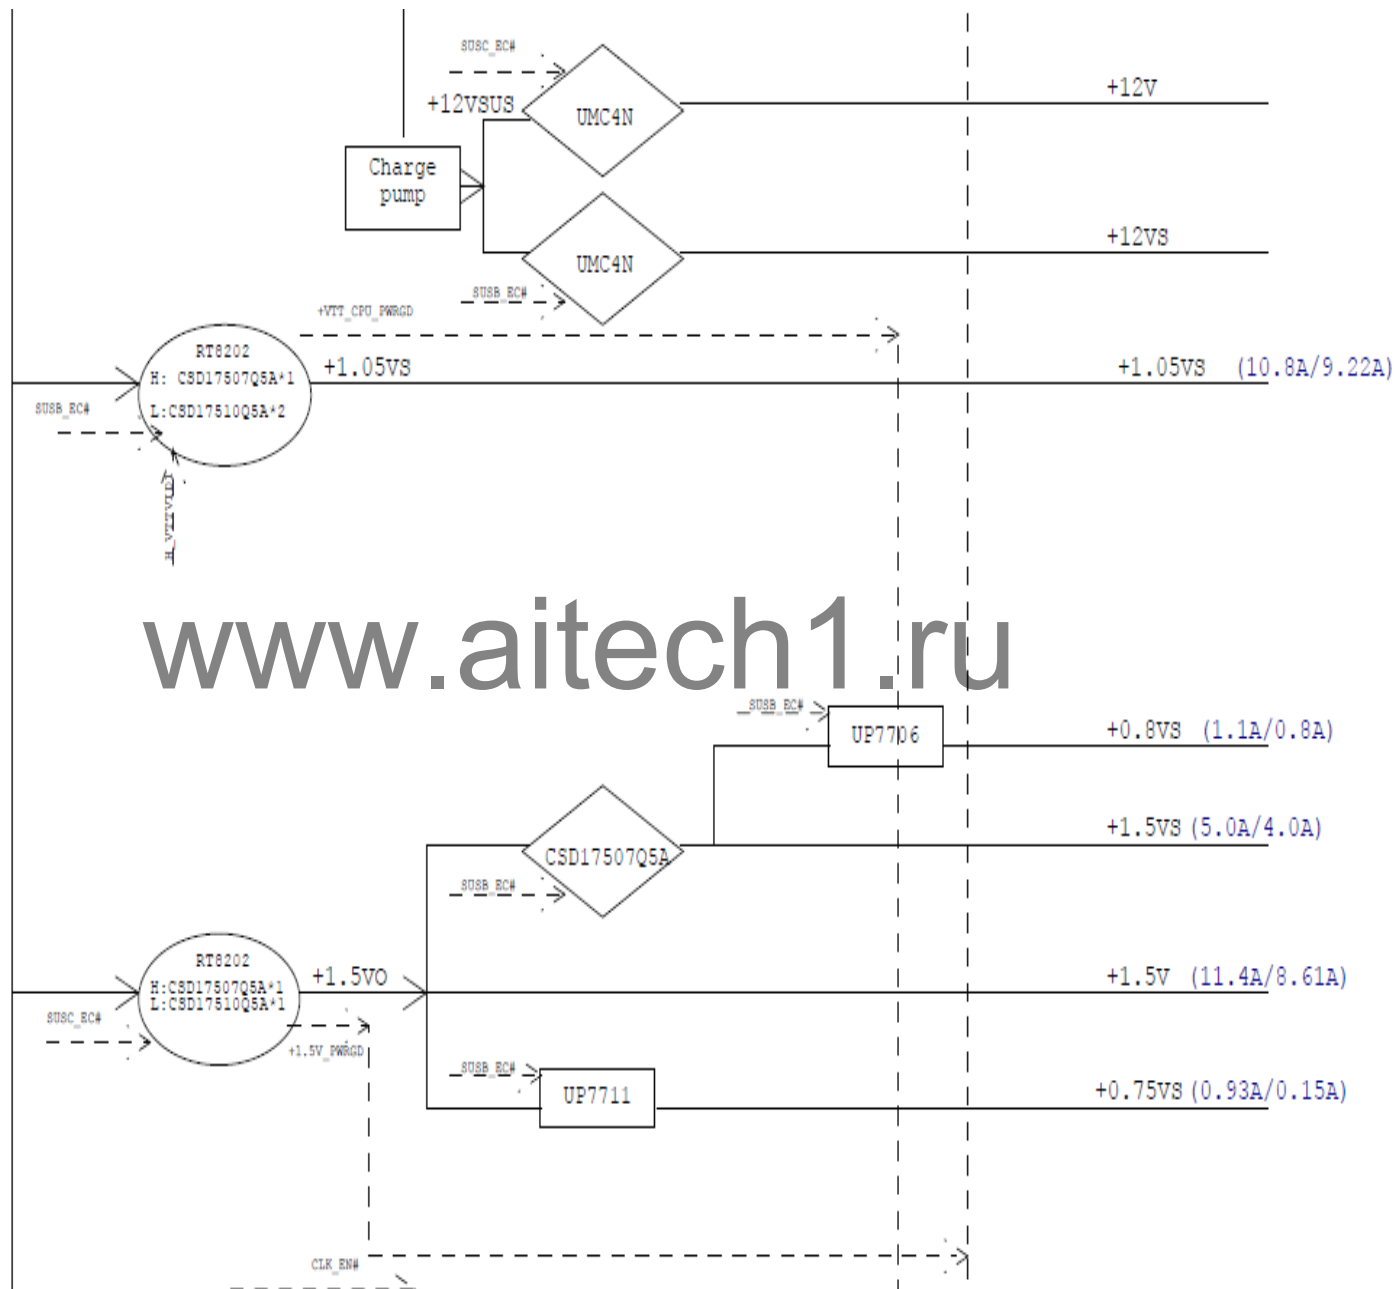 SUSC_EC#
+12V
+12VSUS
UMC4N
Charge
pump
+12VS
UMC4N
SUSB_EC#
+VTT_CPU_PWRGD
RT8202
+1.05VS
+1.05VS (10.8A/9.22A)
H: CSD17507Q5A*1
SUSB_EC#
L:CSD17510Q5A*2
H_VTTVID1
www.aitech1.ru
SUSB_EC#
UP7706
+0.8VS (1.1A/0.8A)
+1.5VS (5.0A/4.0A)
CSD17507Q5A
SUSB_EC#
RT8202
+1.5VO
+1.5V (11.4A/8.61A)
H:CSD17507Q5A*1
L:CSD17510Q5A*1
SUSC_EC#
+1.5V_PWRGD
SUSB_EC#
UP7711
+0.75VS (0.93A/0.15A)
CLK_EN#